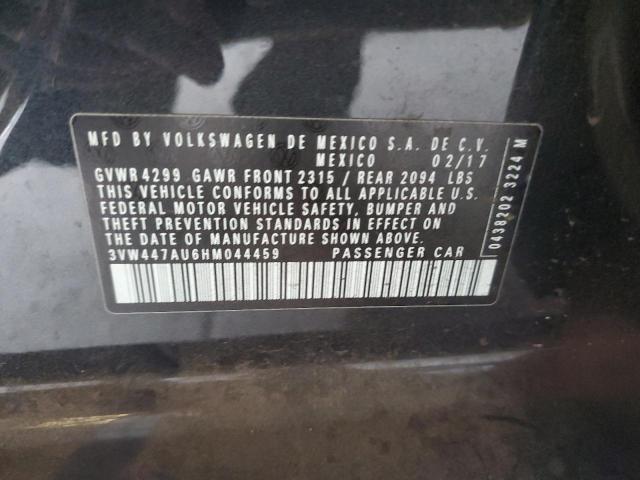 MFD BY VOLKSWAGEN DE MEXICO S.A. DE C.V.
MEXICO 02/17
GVWR 4299 GAWR FRONT 2315 / REAR 2094 LBS
THIS VEHICLE CONFORMS TO ALL APPLICABLE U.S.
FEDERAL MOTOR VEHICLE SAFETY, BUMPER AND
THEFT PREVENTION STANDARDS IN EFFECT ON
THE DATE OF MANUFACTURE SHOWN ABOVE.
3VW447AU6HM044459 PASSENGER CAR
0438202 3224 M